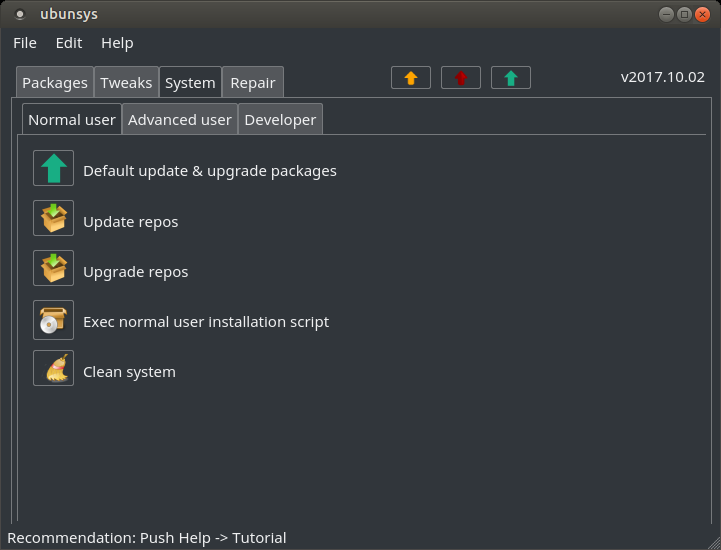 ubunsys
File Edit Help
Packages Tweaks System Repair v2017.10.02
Normal user Advanced user Developer
Default update & upgrade packages
Update repos
Upgrade repos
Exec normal user installation script
Clean system
Recommendation: Push Help -> Tutorial